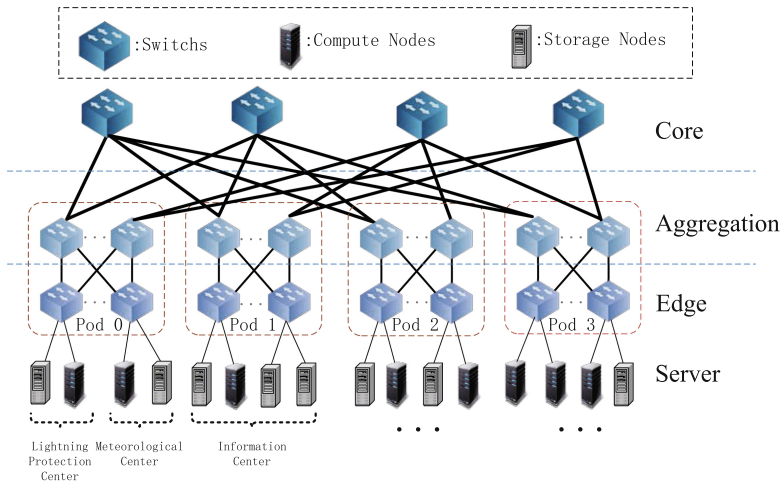 :Switchs
:Compute Nodes
:Storage Nodes
Core
Aggregation
Edge
Pod 0
Pod 1
Pod 2
Pod 3
Server
Lightning
Protection
Center
Meteorological
Center
Information
Center